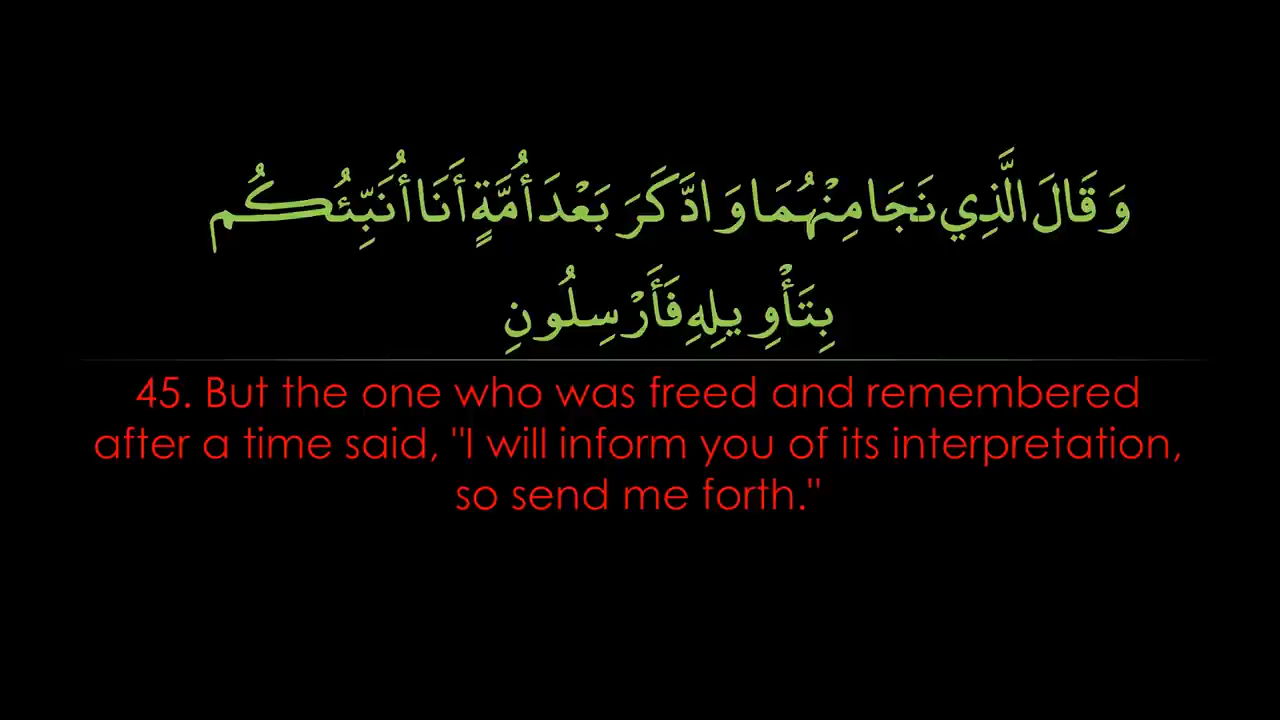 وَقَالَ الَّذِي نَجَا مِنْهُمَا وَادَّكَرَ بَعْدَ أُمَّةٍ أَنَا أُنَبِّئُكُم
بِتَأْوِيلِهِ فَأَرْسِلُونِ
45. But the one who was freed and remembered
after a time said, "I will inform you of its interpretation,
so send me forth."